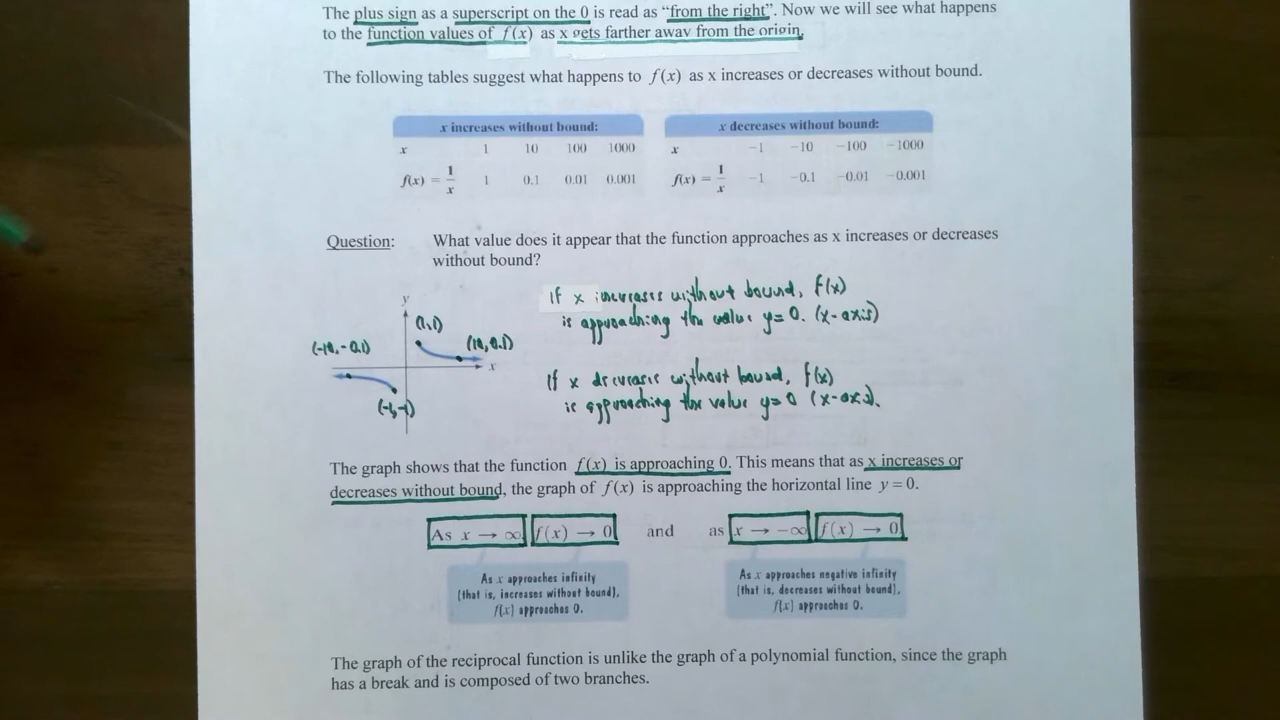 The plus sign as a superscript on the 0 is read as “from the right”. Now we will see what happens
to the function values of f(x) as x gets farther away from the origin.
The following tables suggest what happens to f(x) as x increases or decreases without bound.
x increases without bound:
x 1 10 100 1000
f(x) = 1/x 1 0.1 0.01 0.001
x decreases without bound:
x −1 −10 −100 −1000
f(x) = 1/x −1 −0.1 −0.01 −0.001
Question: What value does it appear that the function approaches as x increases or decreases
without bound?
y
(1,1)
(10,0.1)
(-10,-0.1)
x
(-1,-1)
If x increases without bound, f(x)
is approaching the value y=0. (x-axis)
If x decreases without bound, f(x)
is approaching the value y=0 (x-axis).
The graph shows that the function f(x) is approaching 0. This means that as x increases or
decreases without bound, the graph of f(x) is approaching the horizontal line y = 0.
As x → ∞ f(x) → 0 and as x → −∞ f(x) → 0
As x approaches infinity
(that is, increases without bound),
f(x) approaches 0.
As x approaches negative infinity
(that is, decreases without bound),
f(x) approaches 0.
The graph of the reciprocal function is unlike the graph of a polynomial function, since the graph
has a break and is composed of two branches.